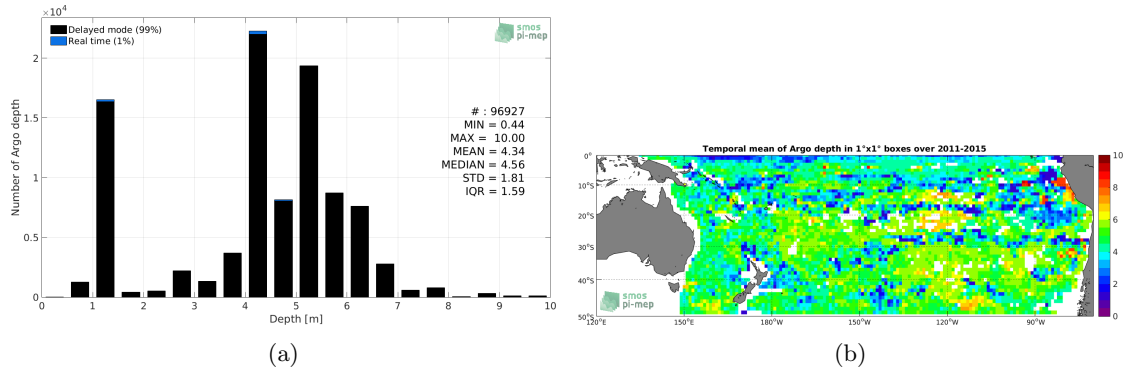 ×10⁴
Delayed mode (99%)
Real time (1%)
smos
pi-mep
2
1.5
1
0.5
0
Number of Argo depth
# : 96927
MIN = 0.44
MAX = 10.00
MEAN = 4.34
MEDIAN = 4.56
STD = 1.81
IQR = 1.59
1 2 3 4 5 6 7 8 9 10
Depth [m]
(a)
Temporal mean of Argo depth in 1°x1° boxes over 2011-2015
0°
10°S
20°S
30°S
40°S
50°S
smos
pi-mep
120°E 150°E 180°W 150°W 120°W 90°W
10
8
6
4
2
0
(b)